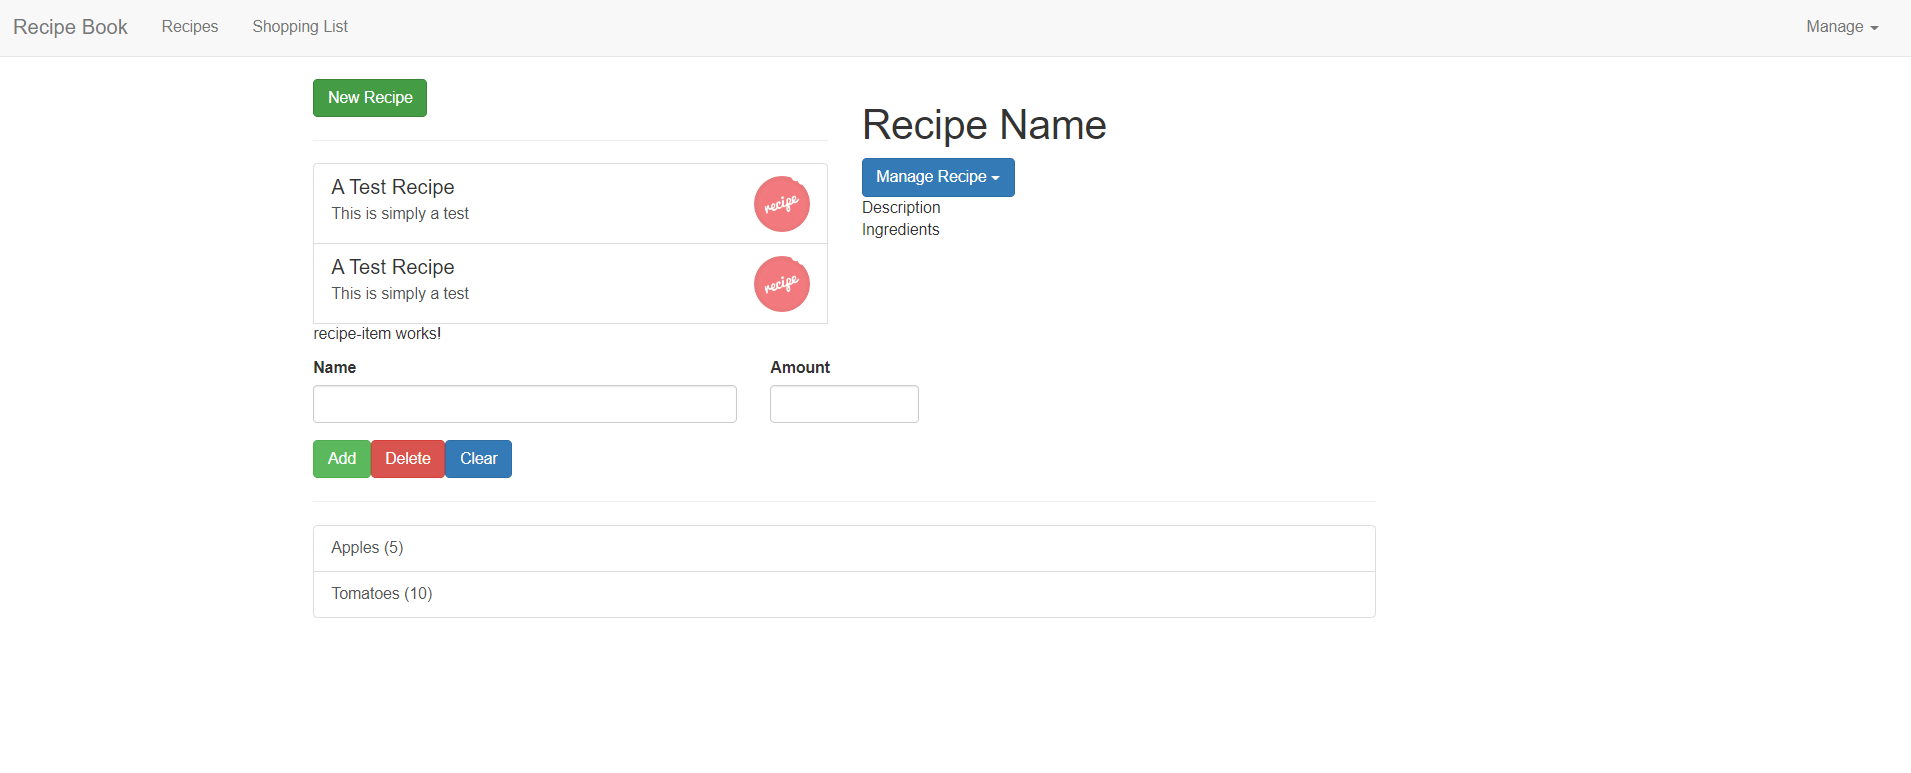 Recipe Book Recipes Shopping List Manage
New Recipe
A Test Recipe
This is simply a test
recipe
A Test Recipe
This is simply a test
recipe
recipe-item works!
Recipe Name
Manage Recipe
Description
Ingredients
Name Amount
Add Delete Clear
Apples (5)
Tomatoes (10)